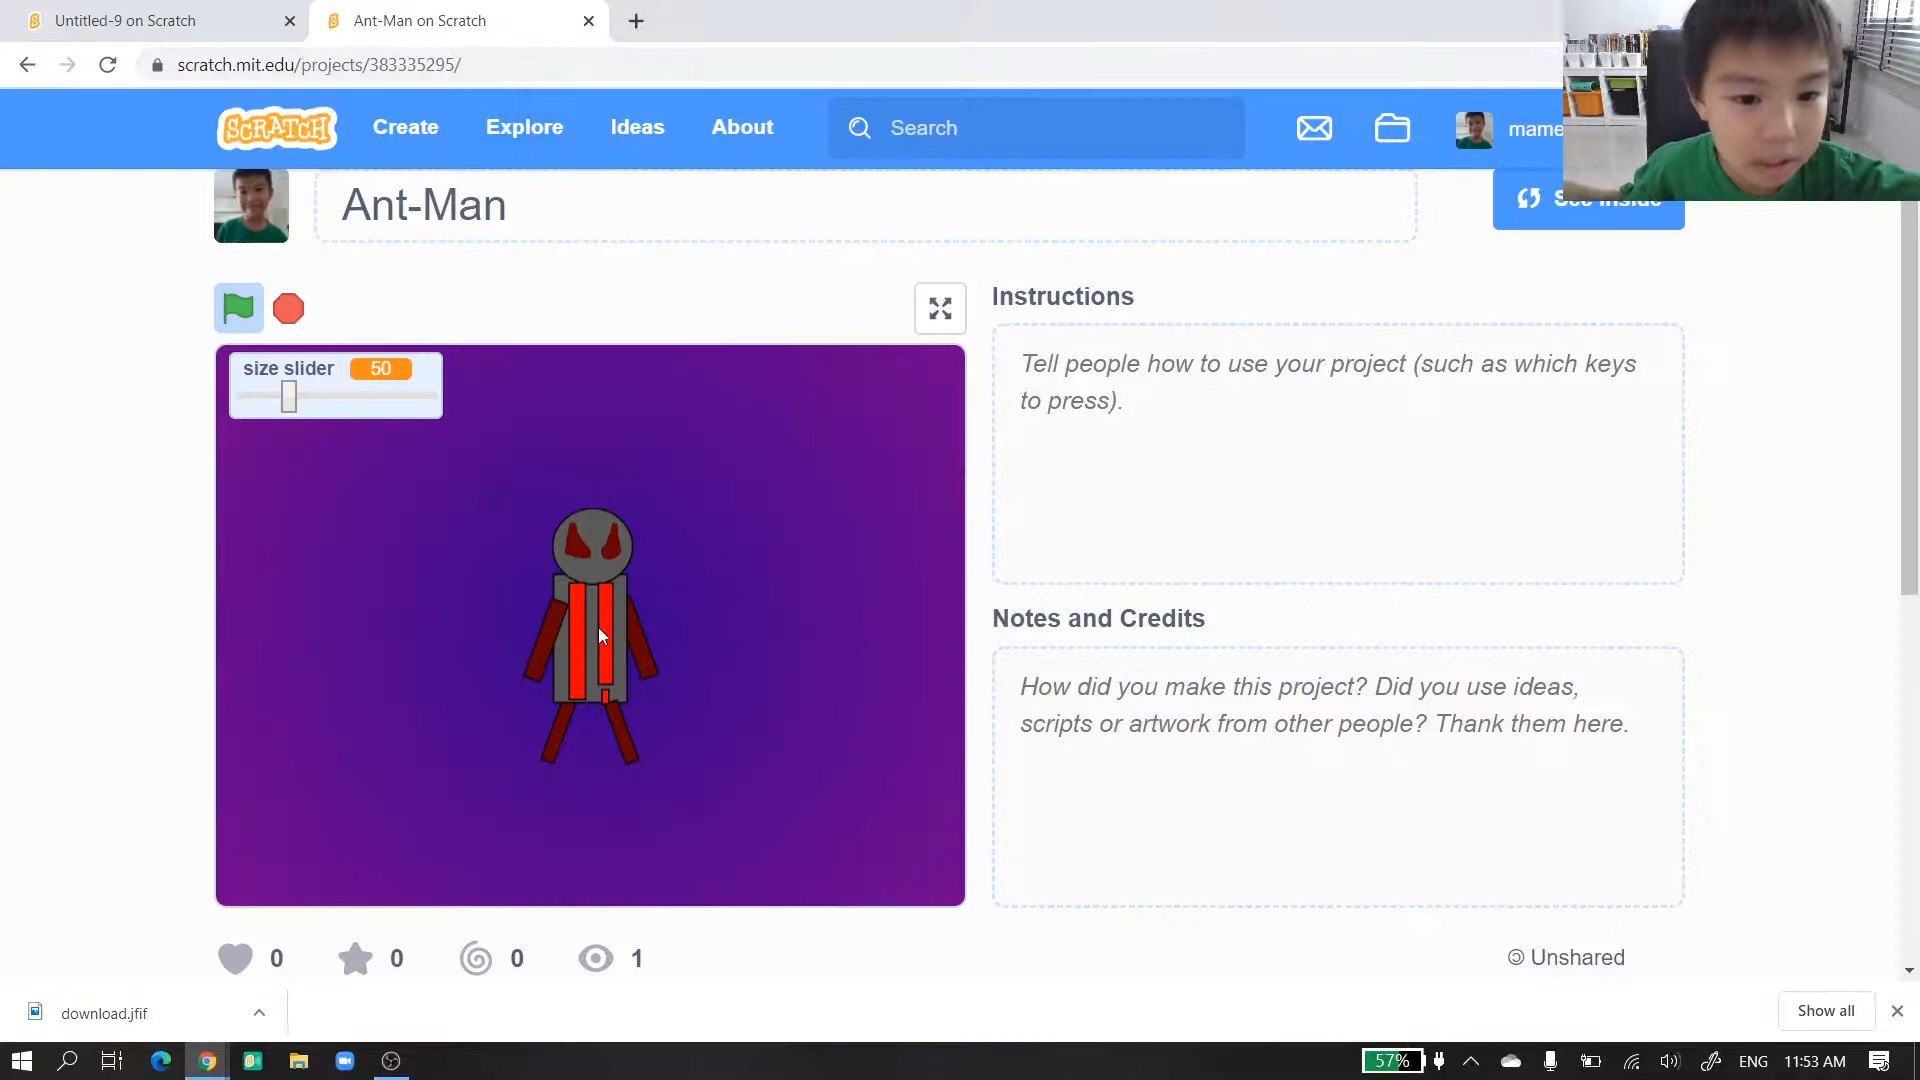 Untitled-9 on Scratch
Ant-Man on Scratch
scratch.mit.edu/projects/383335295/
SCRATCH
Create
Explore
Ideas
About
Search
mame
Ant-Man
See inside
size slider 50
Instructions
Tell people how to use your project (such as which keys
to press).
Notes and Credits
How did you make this project? Did you use ideas,
scripts or artwork from other people? Thank them here.
0
0
0
1
Unshared
download.jfif
Show all
57%
ENG
11:53 AM